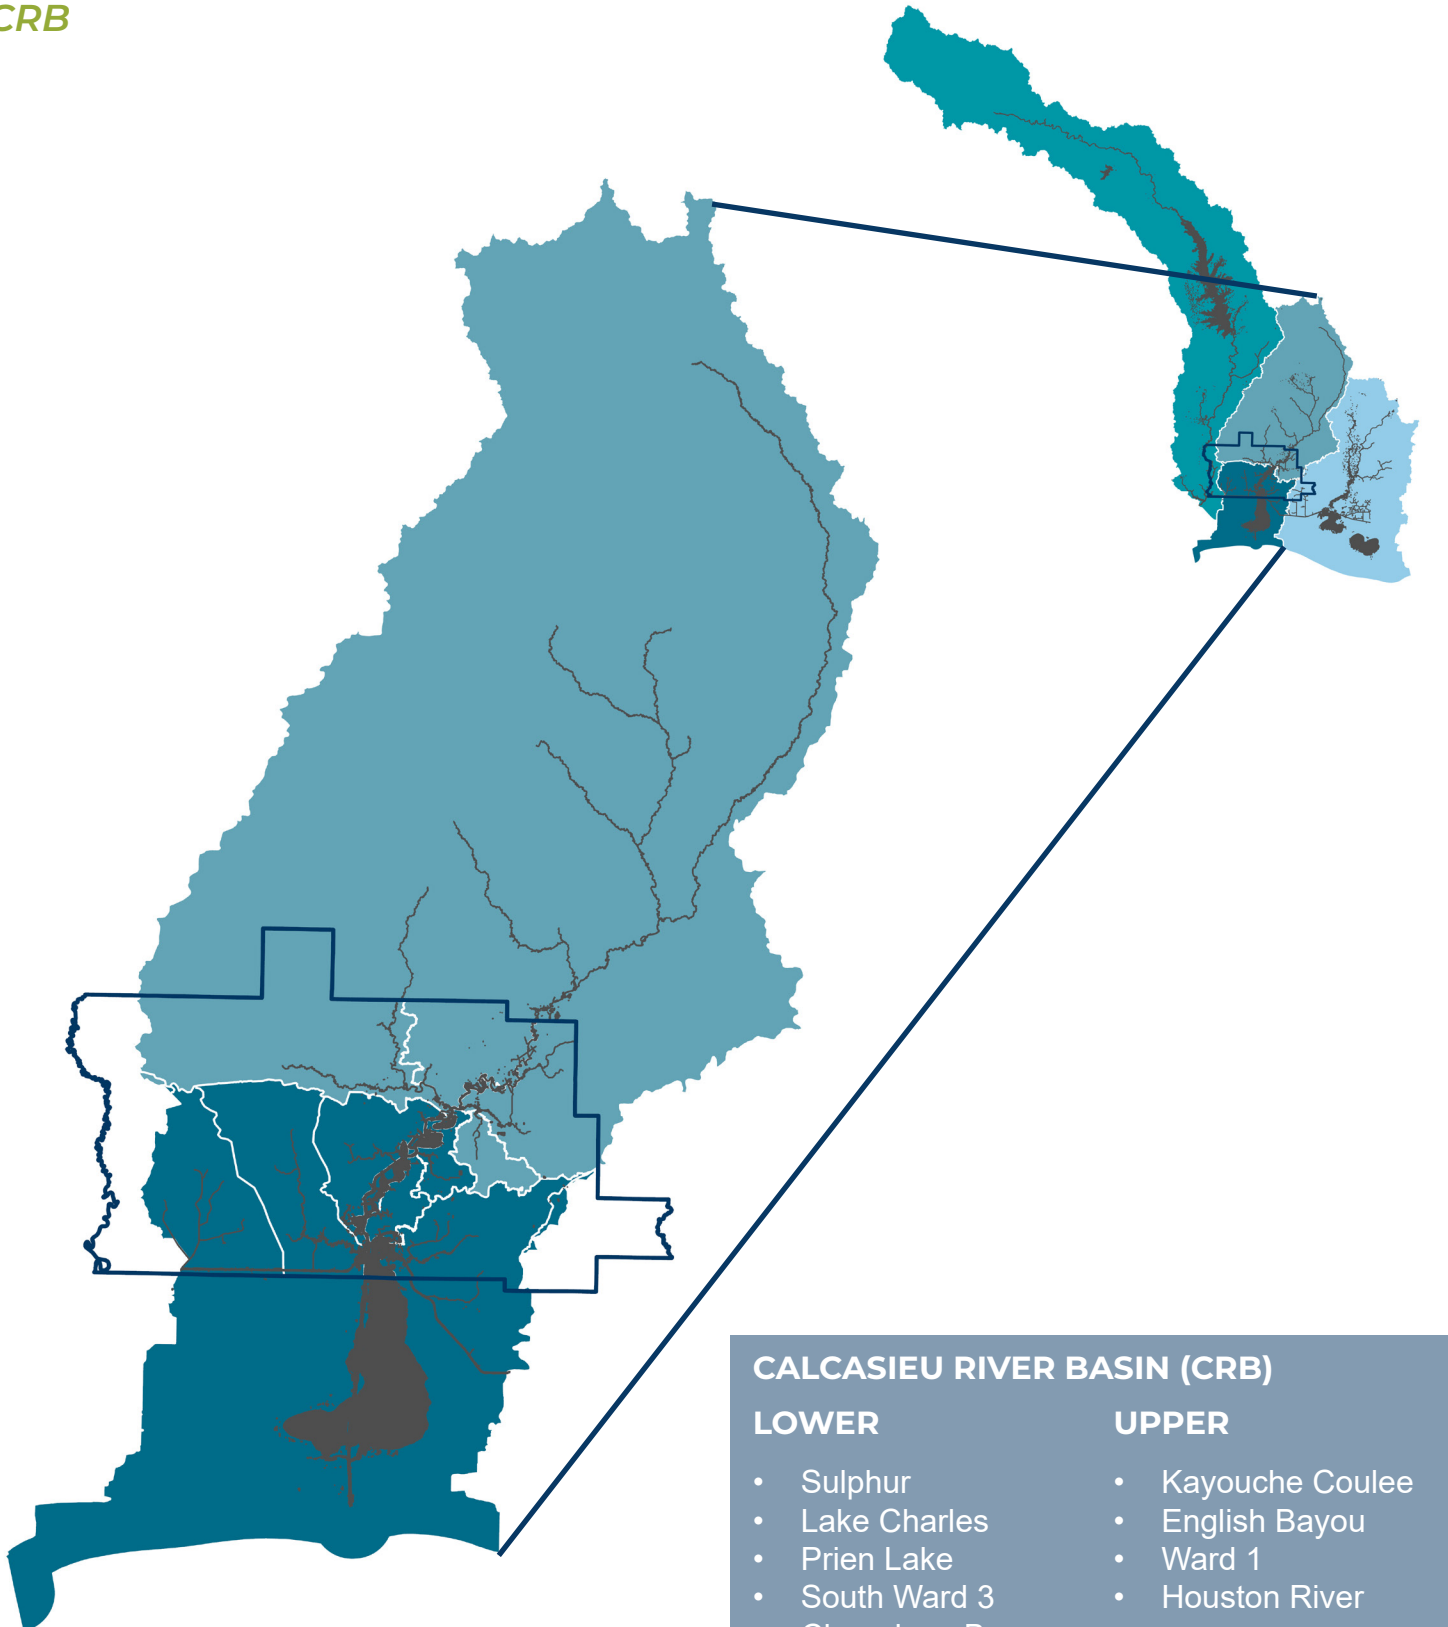 CRB
CALCASIEU RIVER BASIN (CRB)
LOWER
• Sulphur
• Lake Charles
• Prien Lake
• South Ward 3
UPPER
• Kayouche Coulee
• English Bayou
• Ward 1
• Houston River